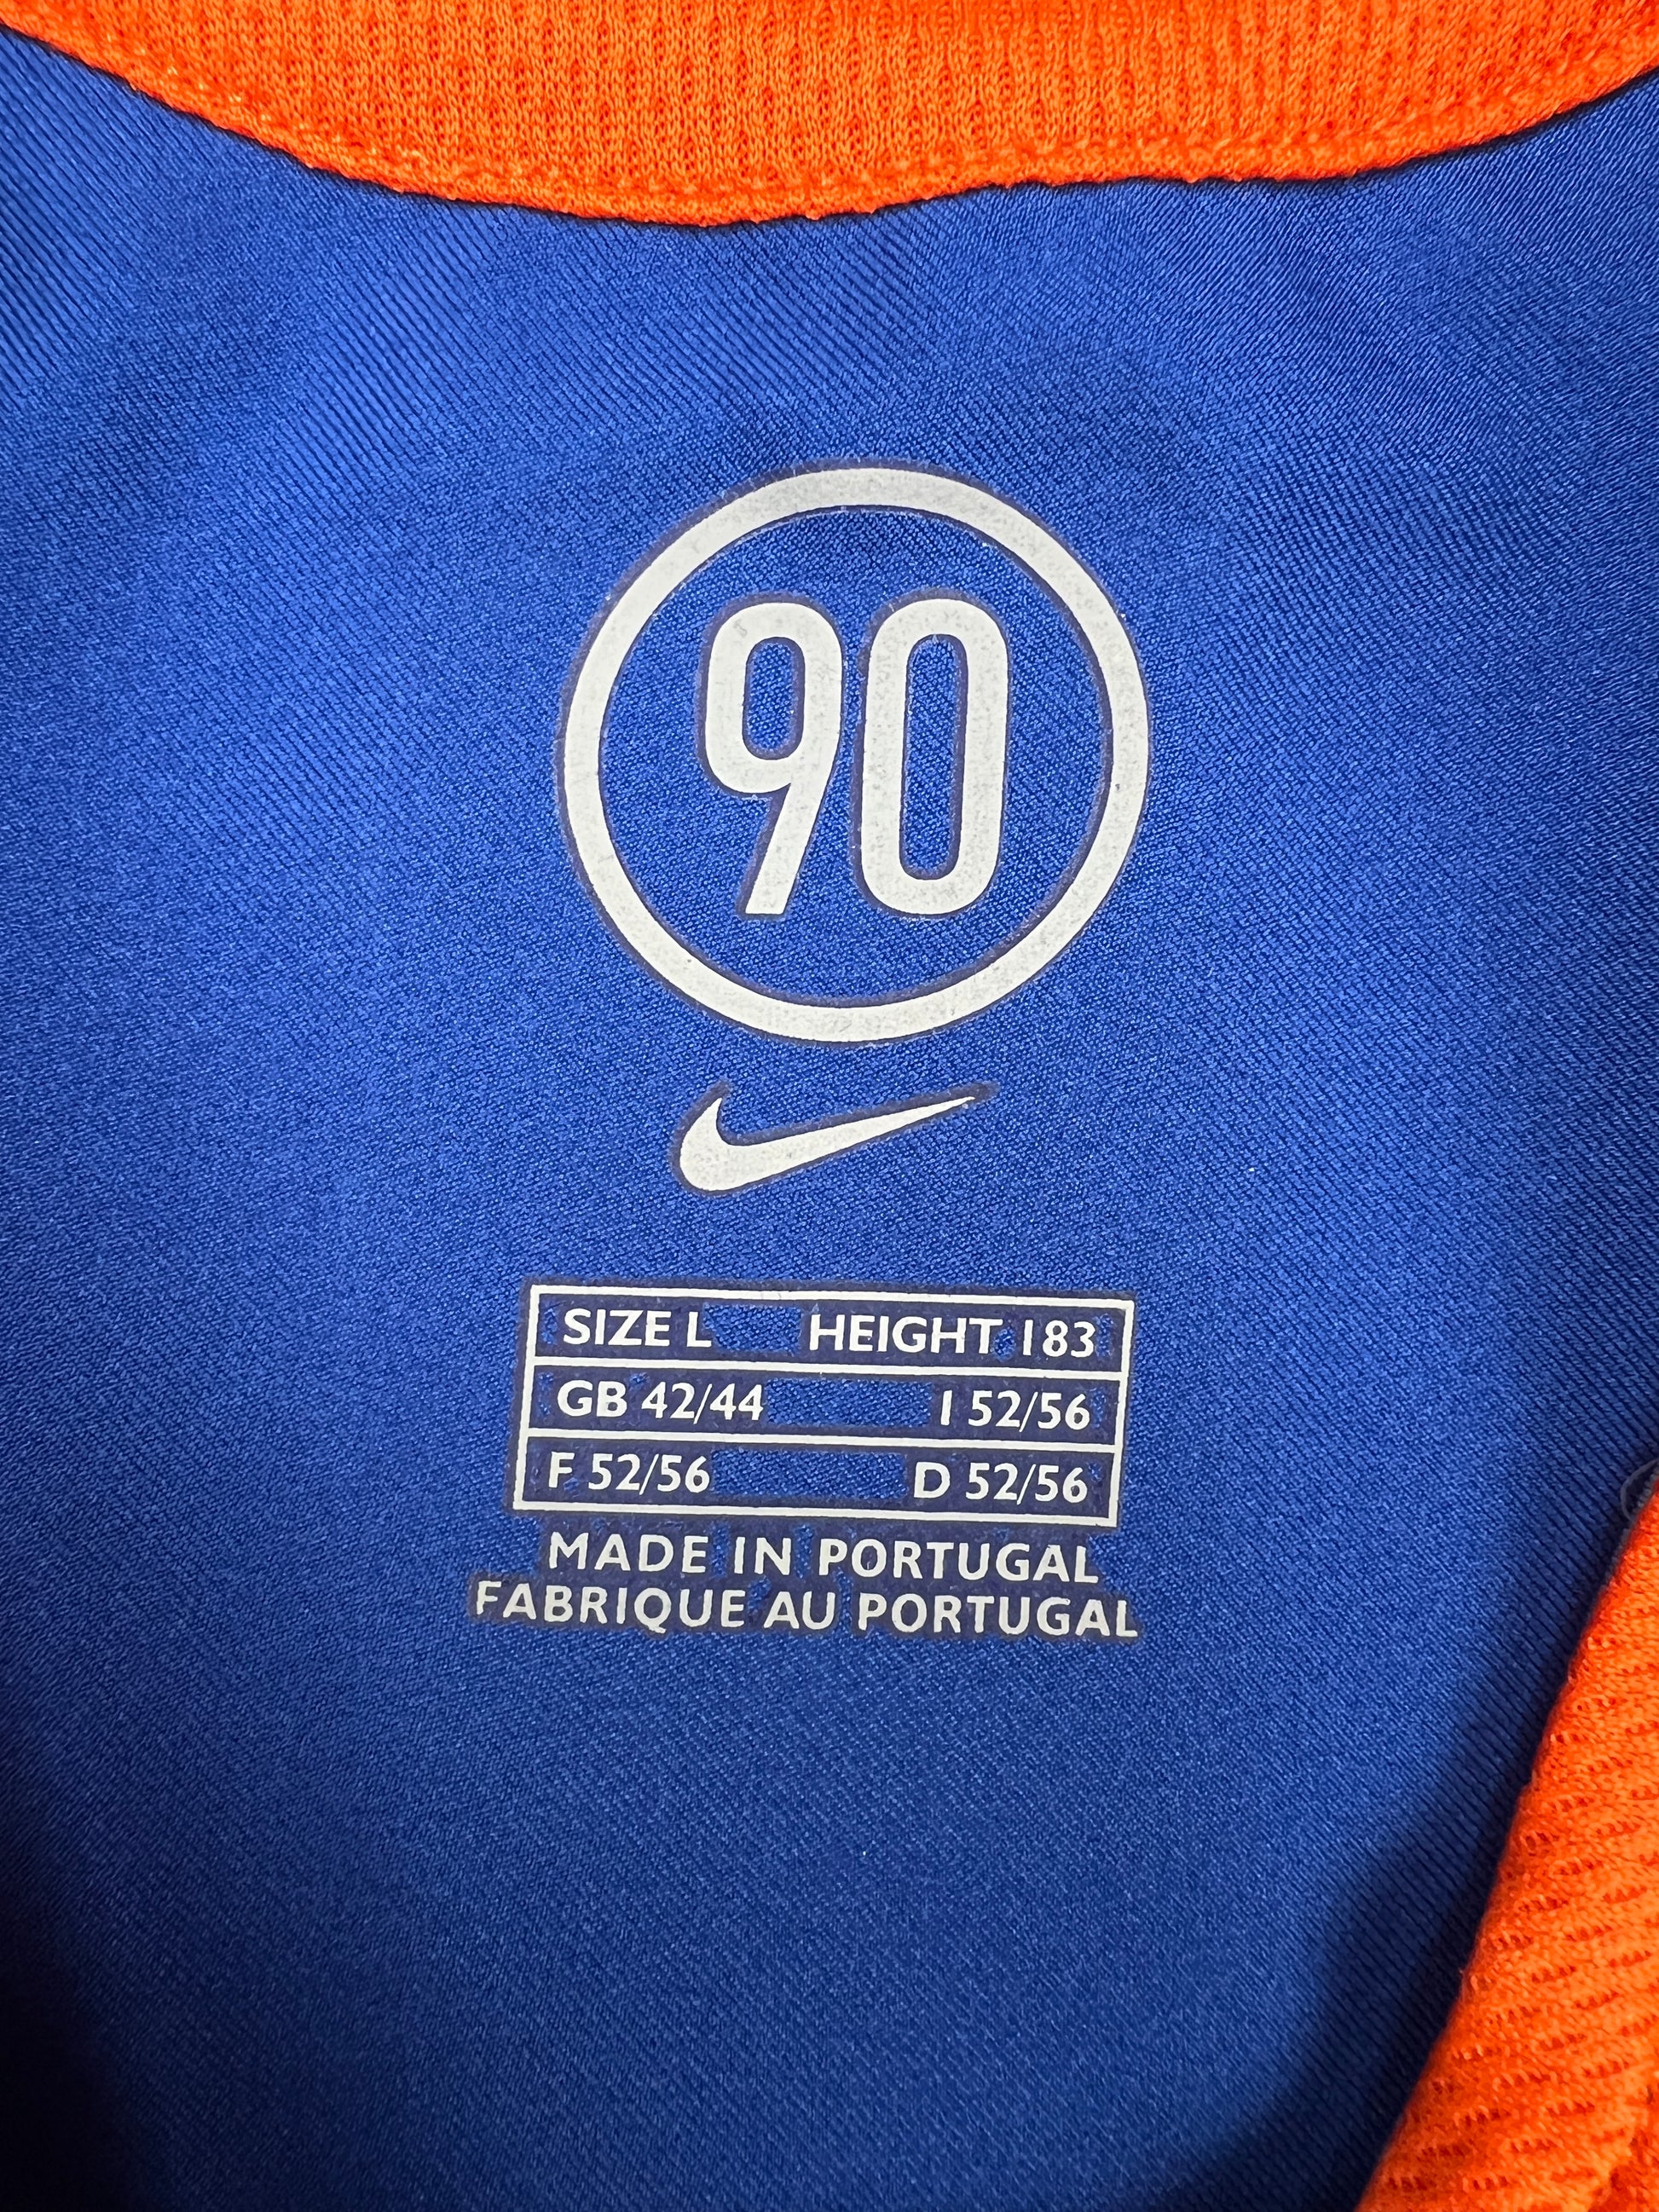 90
SIZE L HEIGHT 183
GB 42/44 I 52/56
F 52/56 D 52/56
MADE IN PORTUGAL
FABRIQUE AU PORTUGAL